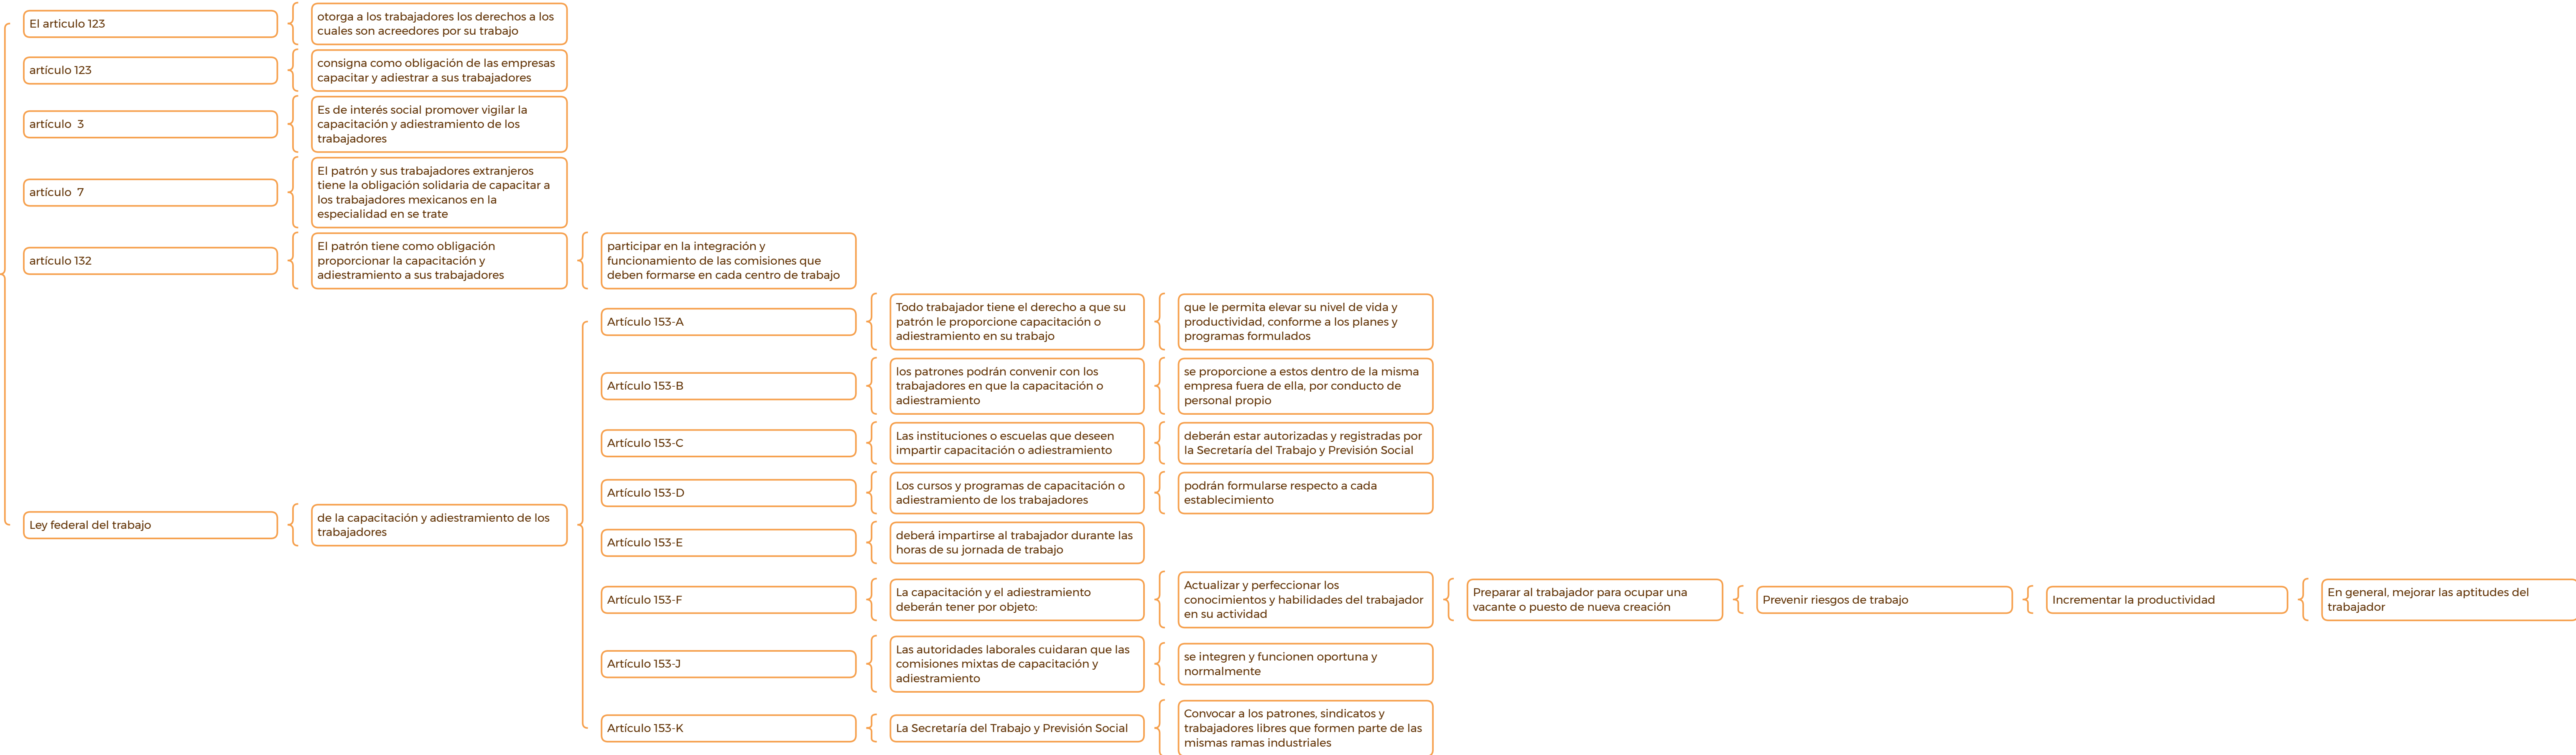 El articulo 123
otorga a los trabajadores los derechos a los
cuales son acreedores por su trabajo
artículo 123
consigna como obligación de las empresas
capacitar y adiestrar a sus trabajadores
artículo  3
Es de interés social promover vigilar la
capacitación y adiestramiento de los
trabajadores
artículo  7
El patrón y sus trabajadores extranjeros
tiene la obligación solidaria de capacitar a
los trabajadores mexicanos en la
especialidad en se trate
artículo 132
El patrón tiene como obligación
proporcionar la capacitación y
adiestramiento a sus trabajadores
participar en la integración y
funcionamiento de las comisiones que
deben formarse en cada centro de trabajo
Ley federal del trabajo
de la capacitación y adiestramiento de los
trabajadores
Artículo 153-A
Todo trabajador tiene el derecho a que su
patrón le proporcione capacitación o
adiestramiento en su trabajo
que le permita elevar su nivel de vida y
productividad, conforme a los planes y
programas formulados
Artículo 153-B
los patrones podrán convenir con los
trabajadores en que la capacitación o
adiestramiento
se proporcione a estos dentro de la misma
empresa fuera de ella, por conducto de
personal propio
Artículo 153-C
Las instituciones o escuelas que deseen
impartir capacitación o adiestramiento
deberán estar autorizadas y registradas por
la Secretaría del Trabajo y Previsión Social
Artículo 153-D
Los cursos y programas de capacitación o
adiestramiento de los trabajadores
podrán formularse respecto a cada
establecimiento
Artículo 153-E
deberá impartirse al trabajador durante las
horas de su jornada de trabajo
Artículo 153-F
La capacitación y el adiestramiento
deberán tener por objeto:
Actualizar y perfeccionar los
conocimientos y habilidades del trabajador
en su actividad
Preparar al trabajador para ocupar una
vacante o puesto de nueva creación
Prevenir riesgos de trabajo
Incrementar la productividad
En general, mejorar las aptitudes del
trabajador
Artículo 153-J
Las autoridades laborales cuidaran que las
comisiones mixtas de capacitación y
adiestramiento
se integren y funcionen oportuna y
normalmente
Artículo 153-K
La Secretaría del Trabajo y Previsión Social
Convocar a los patrones, sindicatos y
trabajadores libres que formen parte de las
mismas ramas industriales